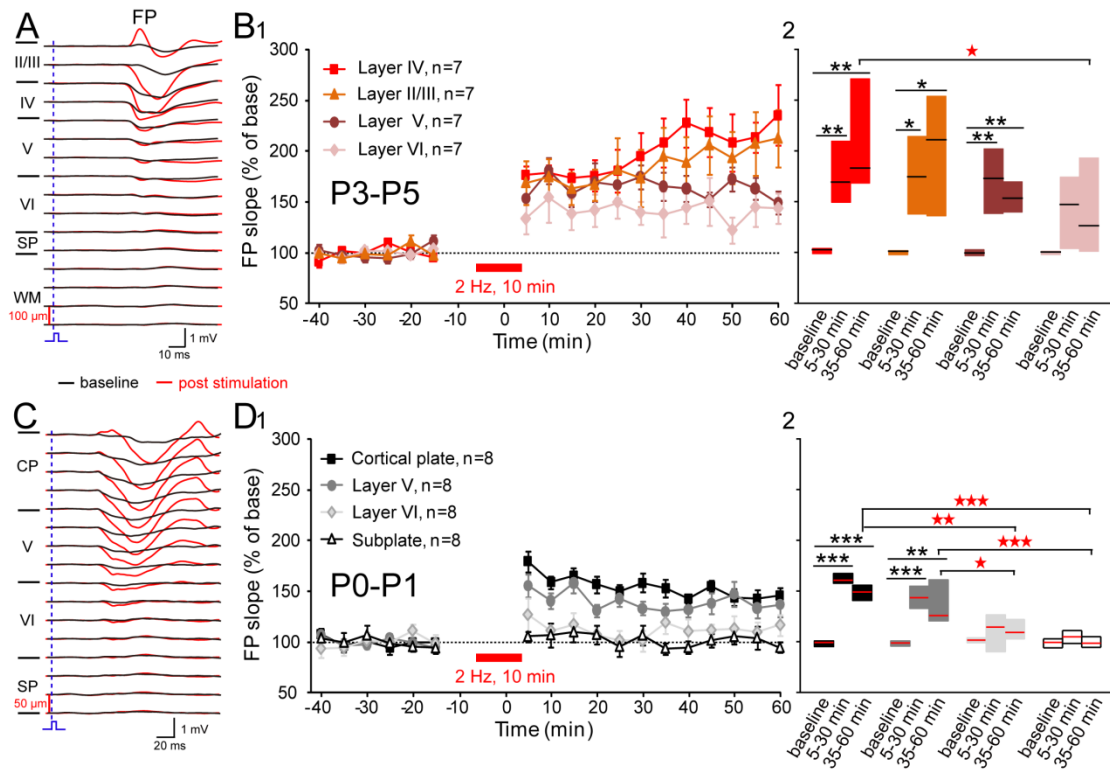 A
FP
II/III
IV
V
VI
SP
WM
100 µm
1 mV
10 ms
B1
300
250
200
150
100
50
FP slope (% of base)
Layer IV, n=7
Layer II/III, n=7
Layer V, n=7
Layer VI, n=7
P3-P5
2 Hz, 10 min
-40 -30 -20 -10 0 10 20 30 40 50 60
Time (min)
2
★
** * **
** * **
baseline 5-30 min 35-60 min baseline 5-30 min 35-60 min baseline 5-30 min 35-60 min baseline 5-30 min 35-60 min
baseline post stimulation
C
CP
V
VI
SP
50 µm
1 mV
20 ms
D1
300
250
200
150
100
50
FP slope (% of base)
Cortical plate, n=8
Layer V, n=8
Layer VI, n=8
Subplate, n=8
P0-P1
2 Hz, 10 min
-40 -30 -20 -10 0 10 20 30 40 50 60
Time (min)
2
★★★
★★
★★★
★
*** **
*** ***
baseline 5-30 min 35-60 min baseline 5-30 min 35-60 min baseline 5-30 min 35-60 min baseline 5-30 min 35-60 min